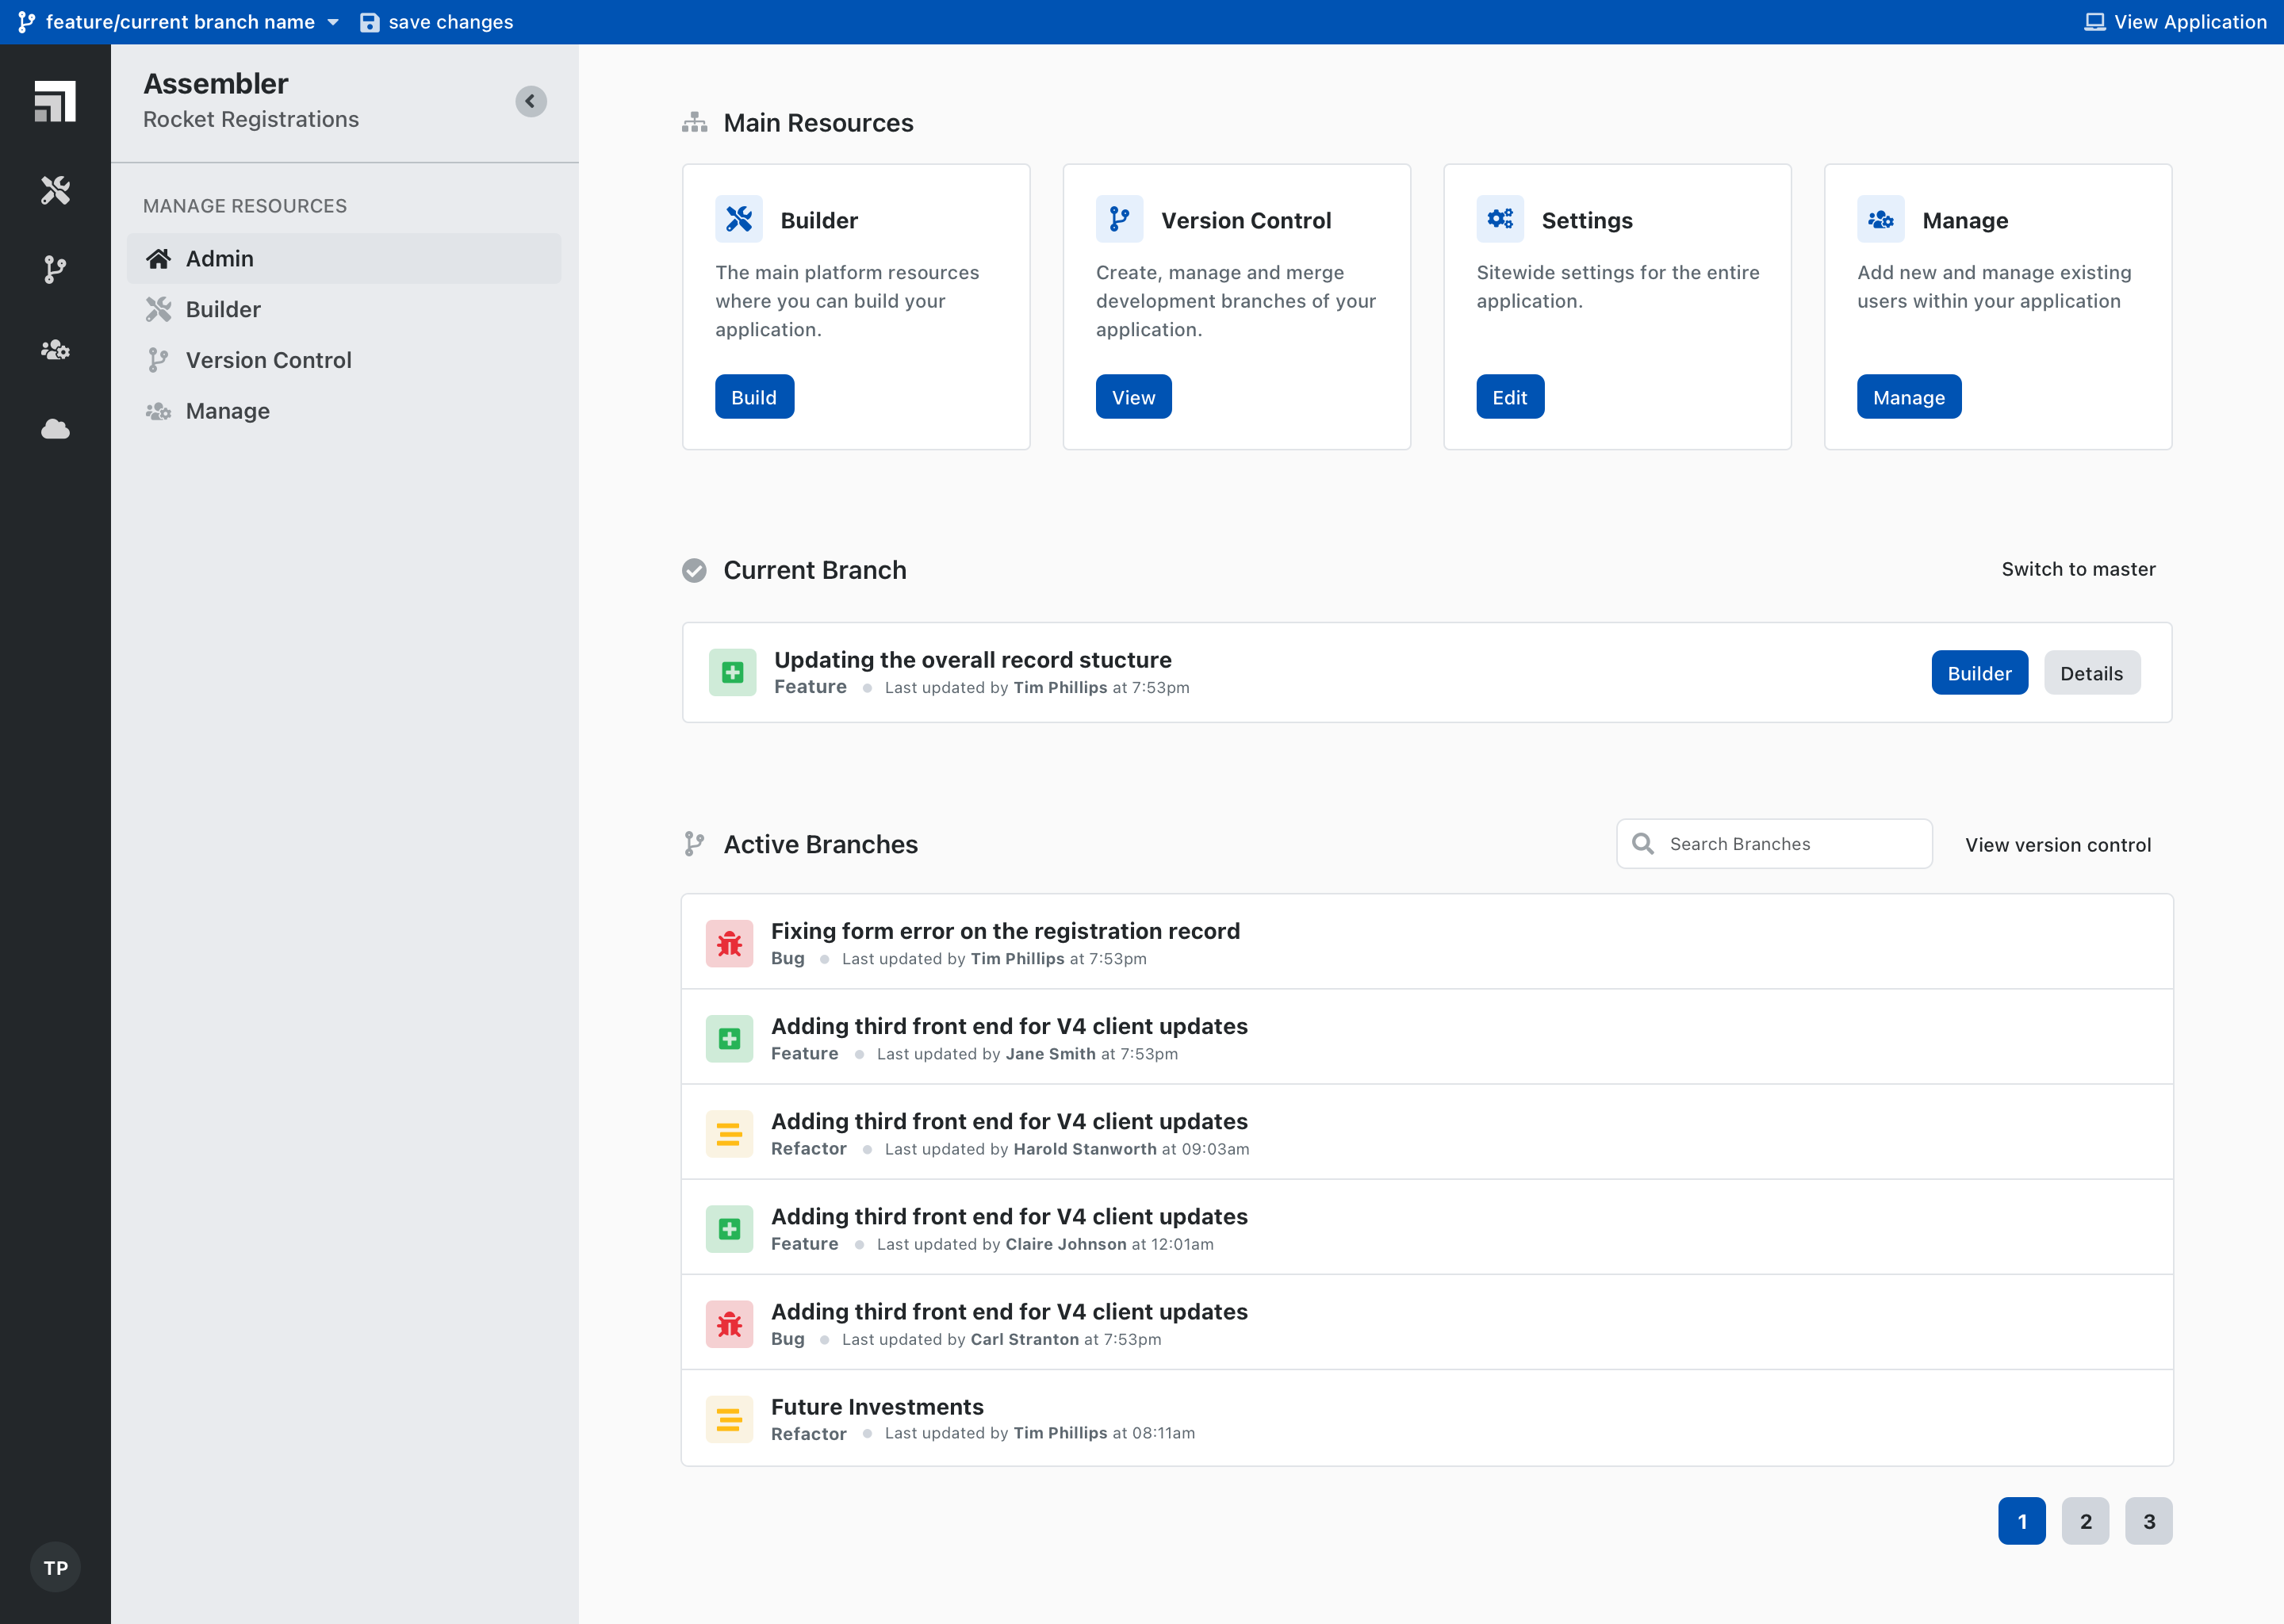 feature/current branch name
save changes
View Application
Assembler
Rocket Registrations
MANAGE RESOURCES
Admin
Builder
Version Control
Manage
TP
Main Resources
Builder
The main platform resources
where you can build your
application.
Build
Version Control
Create, manage and merge
development branches of your
application.
View
Settings
Sitewide settings for the entire
application.
Edit
Manage
Add new and manage existing
users within your application
Manage
Current Branch
Switch to master
Updating the overall record stucture
Feature Last updated by Tim Phillips at 7:53pm
Builder
Details
Active Branches
Search Branches
View version control
Fixing form error on the registration record
Bug Last updated by Tim Phillips at 7:53pm
Adding third front end for V4 client updates
Feature Last updated by Jane Smith at 7:53pm
Adding third front end for V4 client updates
Refactor Last updated by Harold Stanworth at 09:03am
Adding third front end for V4 client updates
Feature Last updated by Claire Johnson at 12:01am
Adding third front end for V4 client updates
Bug Last updated by Carl Stranton at 7:53pm
Future Investments
Refactor Last updated by Tim Phillips at 08:11am
1 2 3